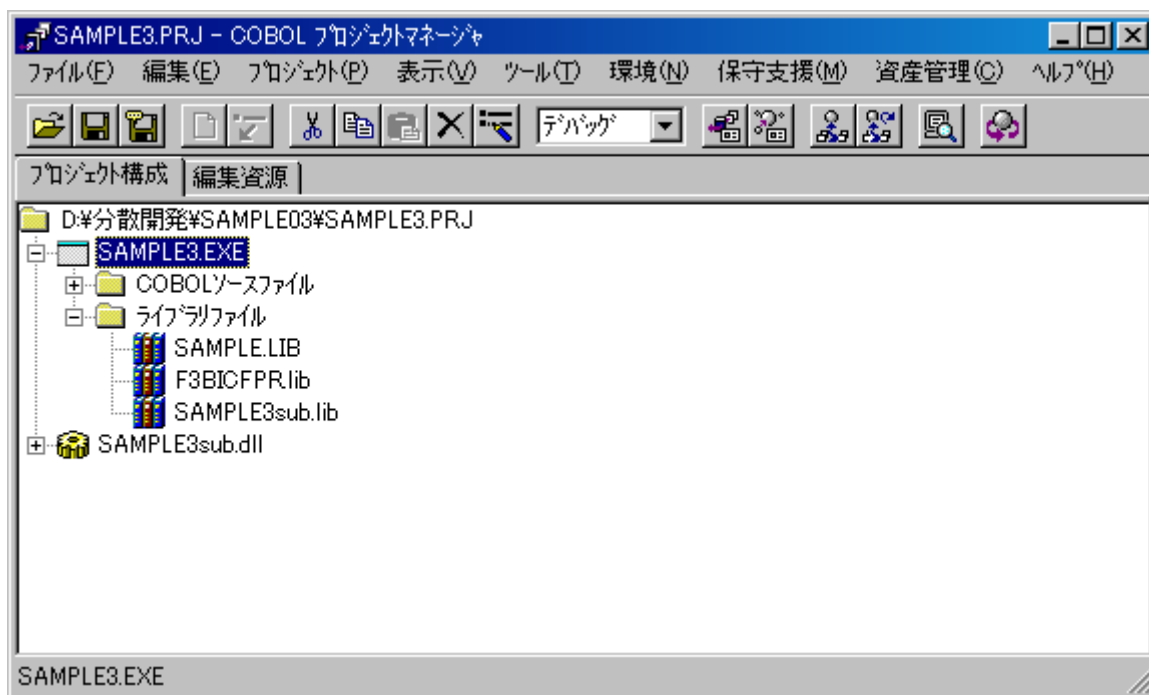 SAMPLE3.PRJ - COBOL ﾌﾟﾛｼﾞｪｸﾄﾏﾈｰｼﾞｬ
ﾌｧｲﾙ(F) 編集(E) ﾌﾟﾛｼﾞｪｸﾄ(P) 表示(V) ﾂｰﾙ(T) 環境(N) 保守支援(M) 資産管理(C) ﾍﾙﾌﾟ(H)
ﾃﾞﾊﾞｯｸﾞ
ﾌﾟﾛｼﾞｪｸﾄ構成 編集資源
D:¥分散開発¥SAMPLE03¥SAMPLE3.PRJ
SAMPLE3.EXE
COBOLｿｰｽﾌｧｲﾙ
ﾗｲﾌﾞﾗﾘﾌｧｲﾙ
SAMPLE.LIB
F3BICFPR.lib
SAMPLE3sub.lib
SAMPLE3sub.dll
SAMPLE3.EXE